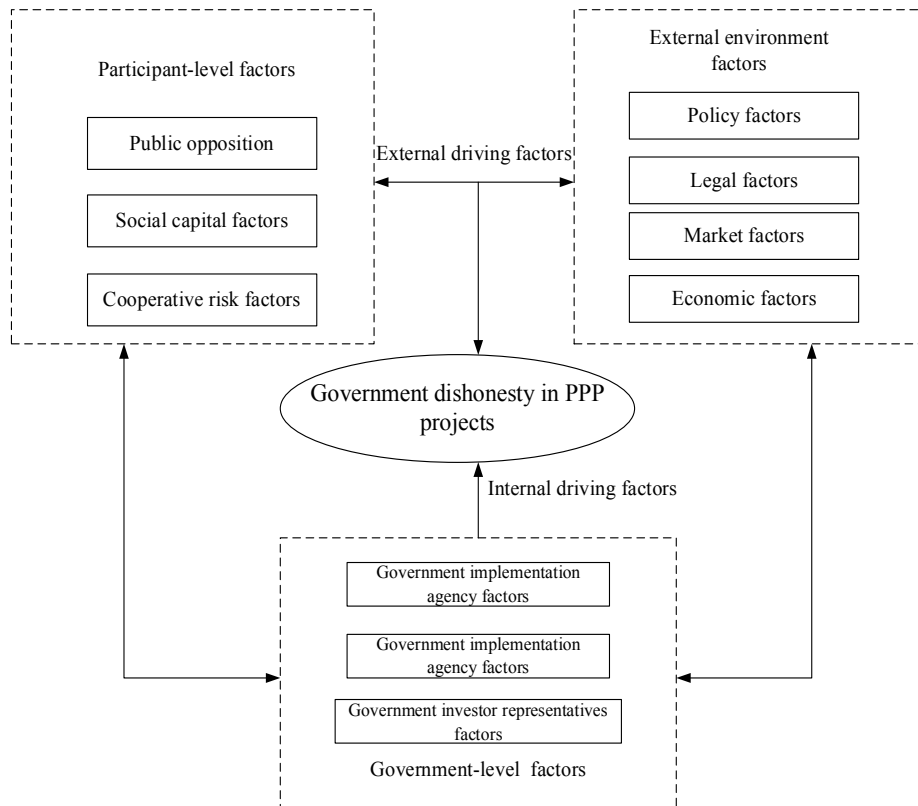 Participant-level factors
Public opposition
Social capital factors
Cooperative risk factors
External driving factors
External environment
factors
Policy factors
Legal factors
Market factors
Economic factors
Government dishonesty in PPP
projects
Internal driving factors
Government implementation
agency factors
Government implementation
agency factors
Government investor representatives
factors
Government-level factors